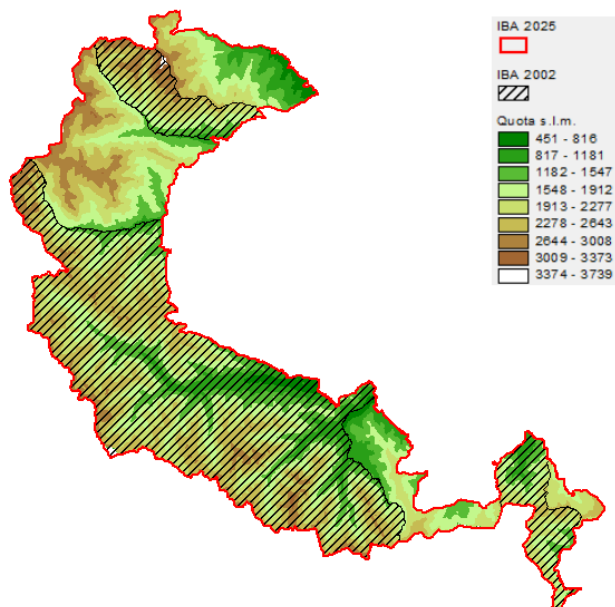 IBA 2025
IBA 2002
Quota s.l.m.
451 - 816
817 - 1181
1182 - 1547
1548 - 1912
1913 - 2277
2278 - 2643
2644 - 3008
3009 - 3373
3374 - 3739